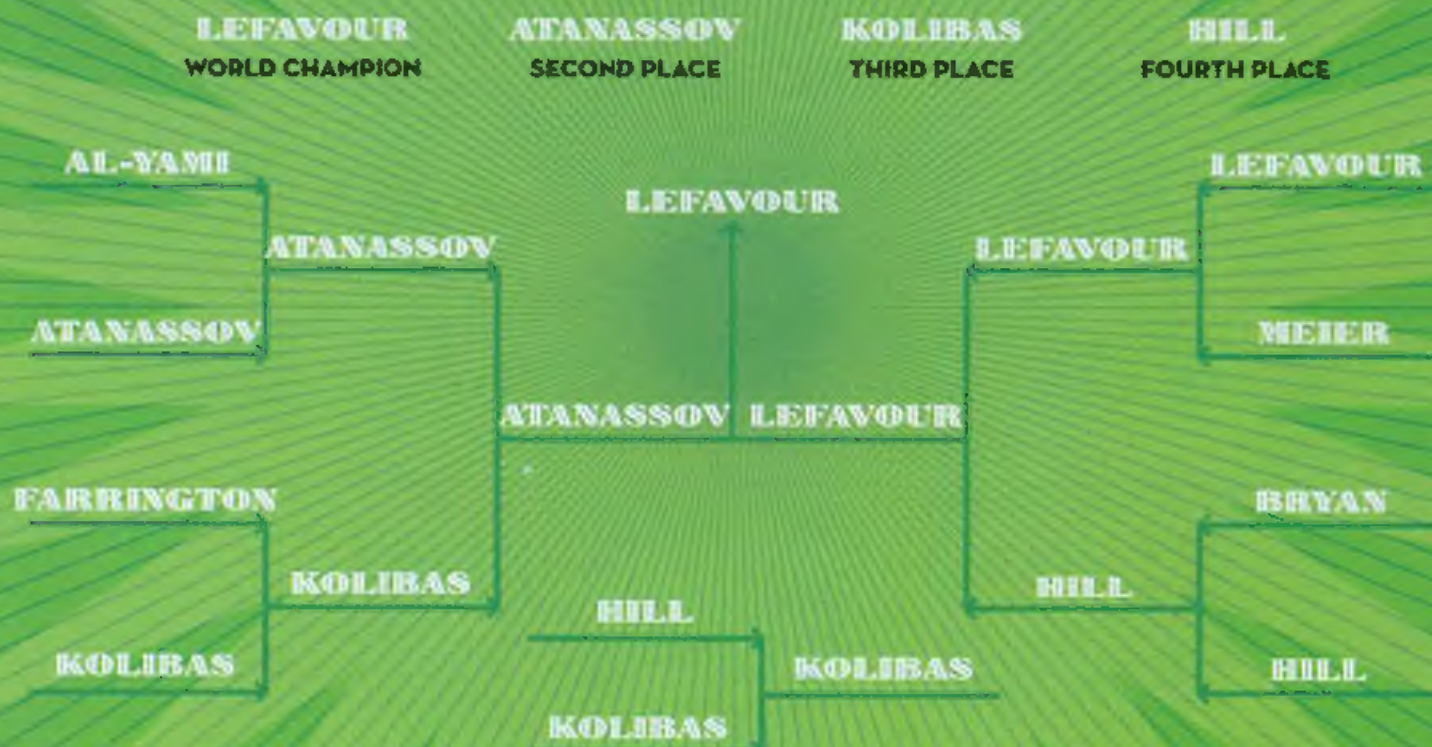 LEFAVOUR ATANASSOV KOLIBAS HILL
WORLD CHAMPION SECOND PLACE THIRD PLACE FOURTH PLACE
AL-YAMI LEFAVOUR
LEFAVOUR
ATANASSOV LEFAVOUR
ATANASSOV MEIER
ATANASSOV LEFAVOUR
FARRINGTON BRYAN
KOLIBAS HILL
HILL
KOLIBAS KOLIBAS HILL
KOLIBAS